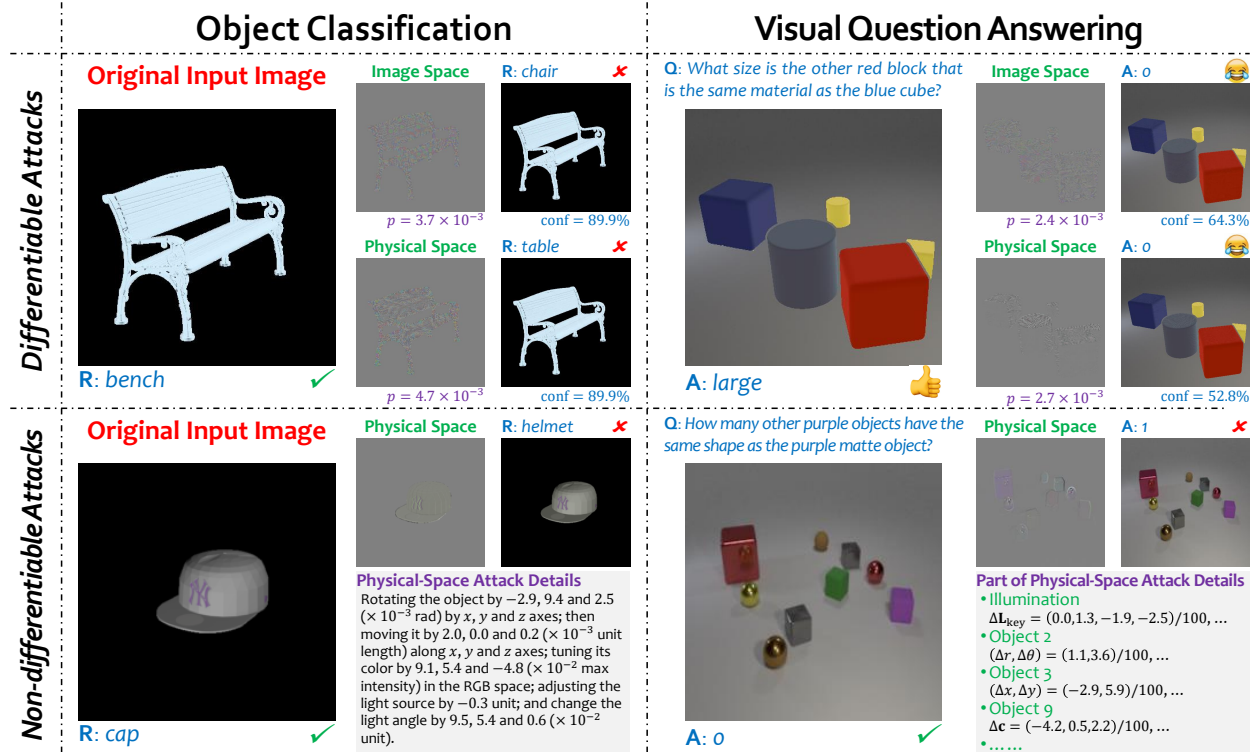 Object Classification
Visual Question Answering
Differentiable Attacks
Original Input Image
R: bench ✓
Image Space
p = 3.7 × 10⁻³
R: chair ✘
conf = 89.9%
Physical Space
p = 4.7 × 10⁻³
R: table ✘
conf = 89.9%
Q: What size is the other red block that
is the same material as the blue cube?
A: large 👍
Image Space
p = 2.4 × 10⁻³
A: 0 😂
conf = 64.3%
Physical Space
p = 2.7 × 10⁻³
A: 0 😂
conf = 52.8%
Non-differentiable Attacks
Original Input Image
NY
R: cap ✓
Physical Space
R: helmet ✘
NY
Physical-Space Attack Details
Rotating the object by −2.9, 9.4 and 2.5
(× 10⁻³ rad) by x, y and z axes; then
moving it by 2.0, 0.0 and 0.2 (× 10⁻³ unit
length) along x, y and z axes; tuning its
color by 9.1, 5.4 and −4.8 (× 10⁻² max
intensity) in the RGB space; adjusting the
light source by −0.3 unit; and change the
light angle by 9.5, 5.4 and 0.6 (× 10⁻²
unit).
Q: How many other purple objects have the
same shape as the purple matte object?
A: 0 ✓
Physical Space
A: 1 ✘
Part of Physical-Space Attack Details
• Illumination
ΔL_key = (0.0,1.3, −1.9, −2.5)/100, …
• Object 2
(Δr, Δθ) = (1.1,3.6)/100, …
• Object 3
(Δx, Δy) = (−2.9, 5.9)/100, …
• Object 9
Δc = (−4.2, 0.5,2.2)/100, …
• ……